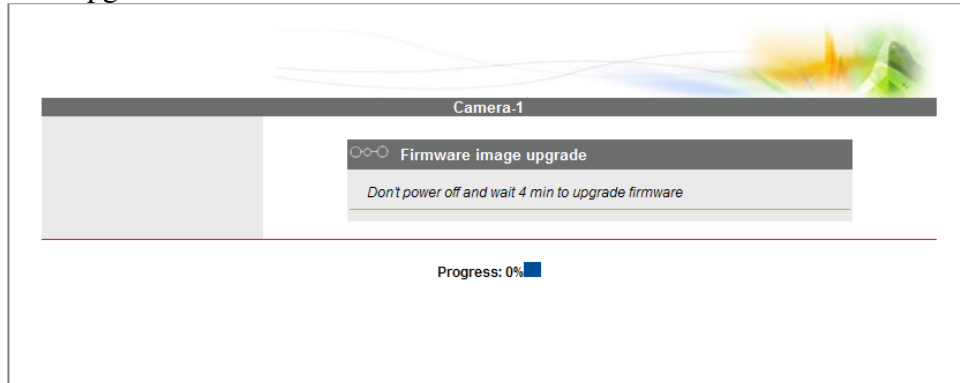 Camera-1
Firmware image upgrade
Don't power off and wait 4 min to upgrade firmware
Progress: 0%